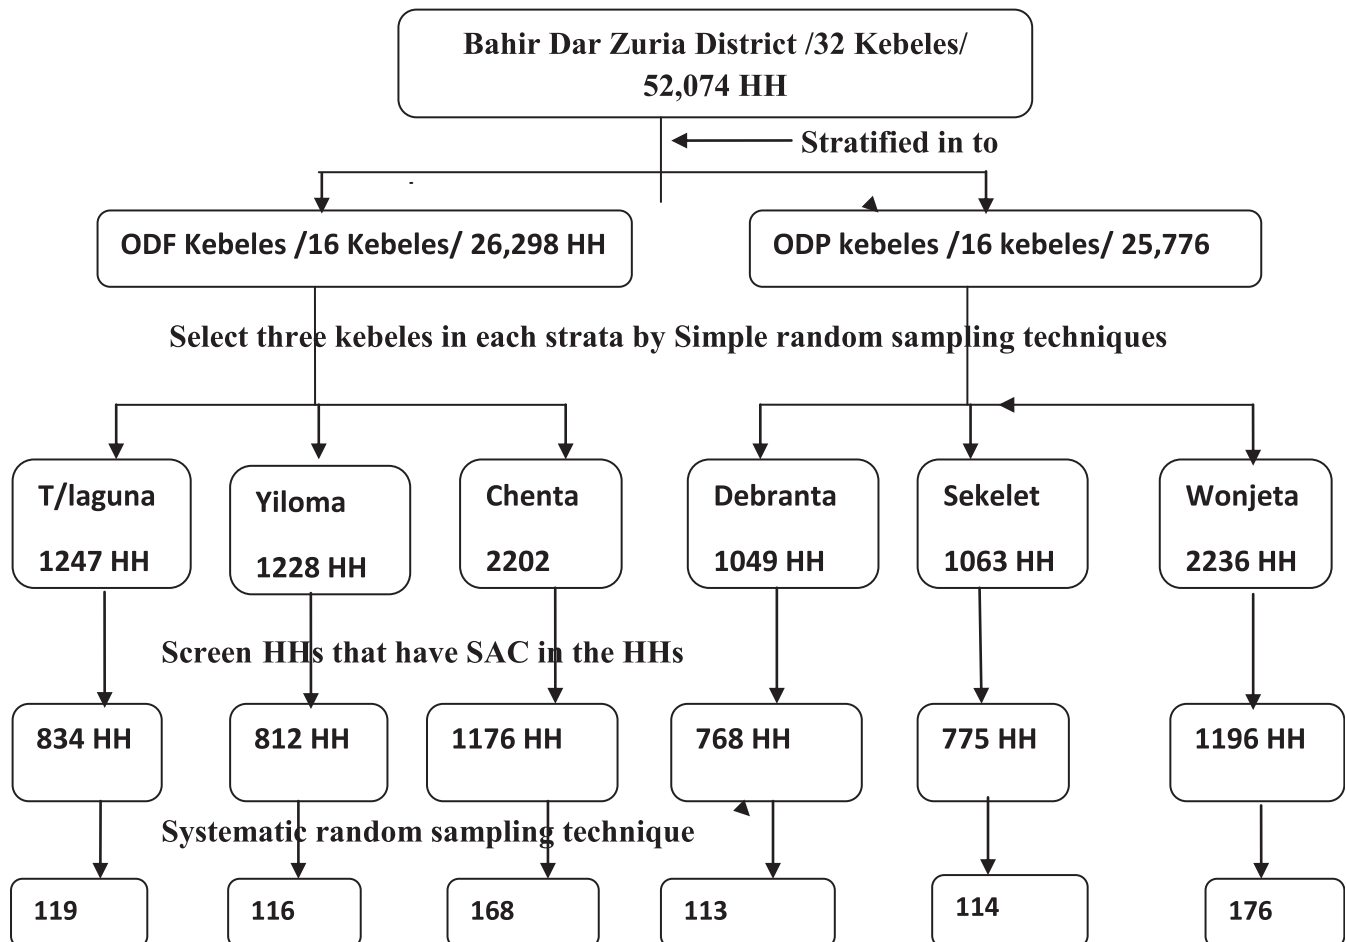 Bahir Dar Zuria District /32 Kebeles/
52,074 HH
Stratified in to
ODF Kebeles /16 Kebeles/ 26,298 HH
ODP kebeles /16 kebeles/ 25,776
Select three kebeles in each strata by Simple random sampling techniques
T/laguna
1247 HH
Yiloma
1228 HH
Chenta
2202
Debranta
1049 HH
Sekelet
1063 HH
Wonjeta
2236 HH
Screen HHs that have SAC in the HHs
834 HH
812 HH
1176 HH
768 HH
775 HH
1196 HH
Systematic random sampling technique
119
116
168
113
114
176